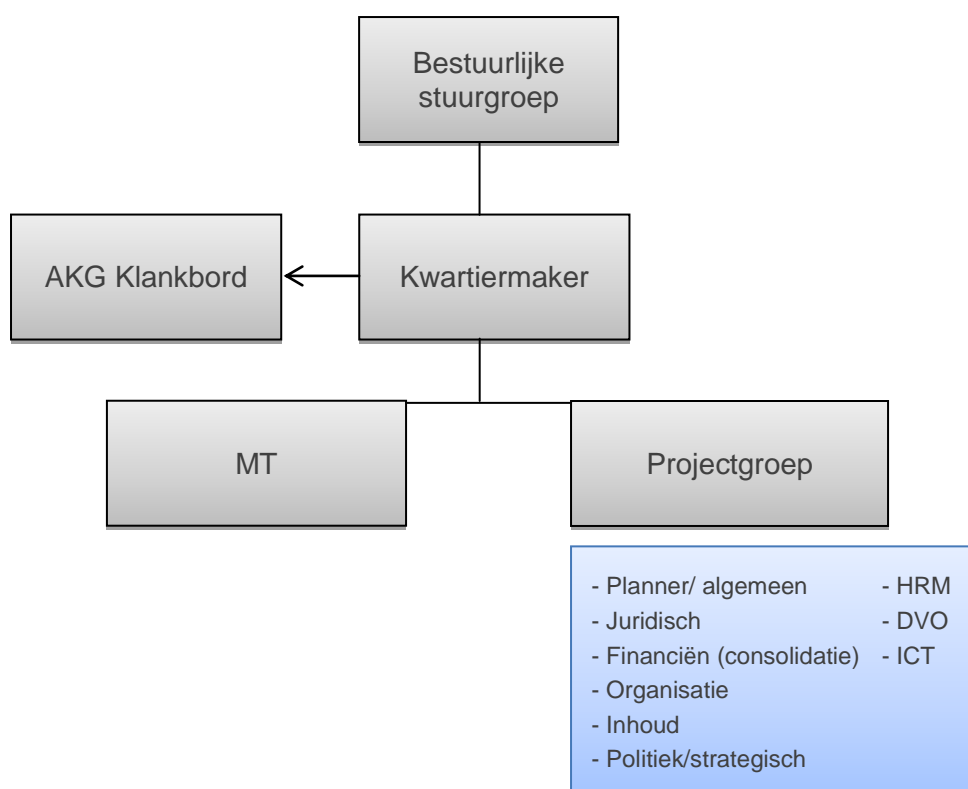 Bestuurlijke
stuurgroep
AKG Klankbord
Kwartiermaker
MT
Projectgroep
- Planner/ algemeen
- Juridisch
- Financiën (consolidatie)
- Organisatie
- Inhoud
- Politiek/strategisch
- HRM
- DVO
- ICT